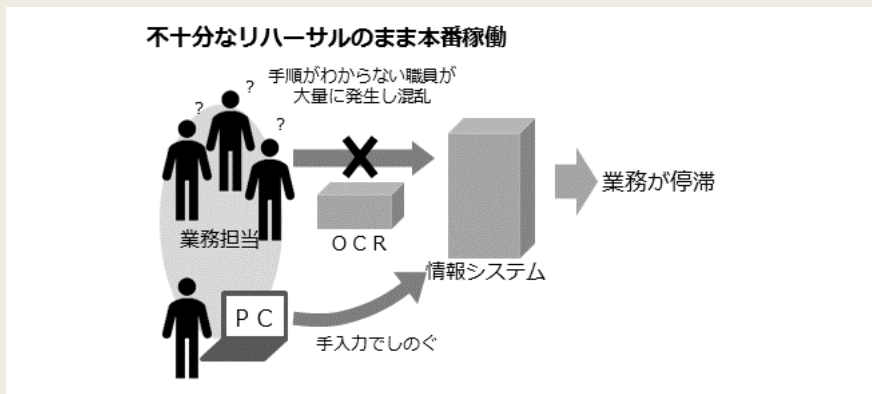 不十分なリハーサルのまま本番稼働
手順がわからない職員が
大量に発生し混乱
?
?
?
業務担当
OCR
情報システム
業務が停滞
PC
手入力でしのぐ